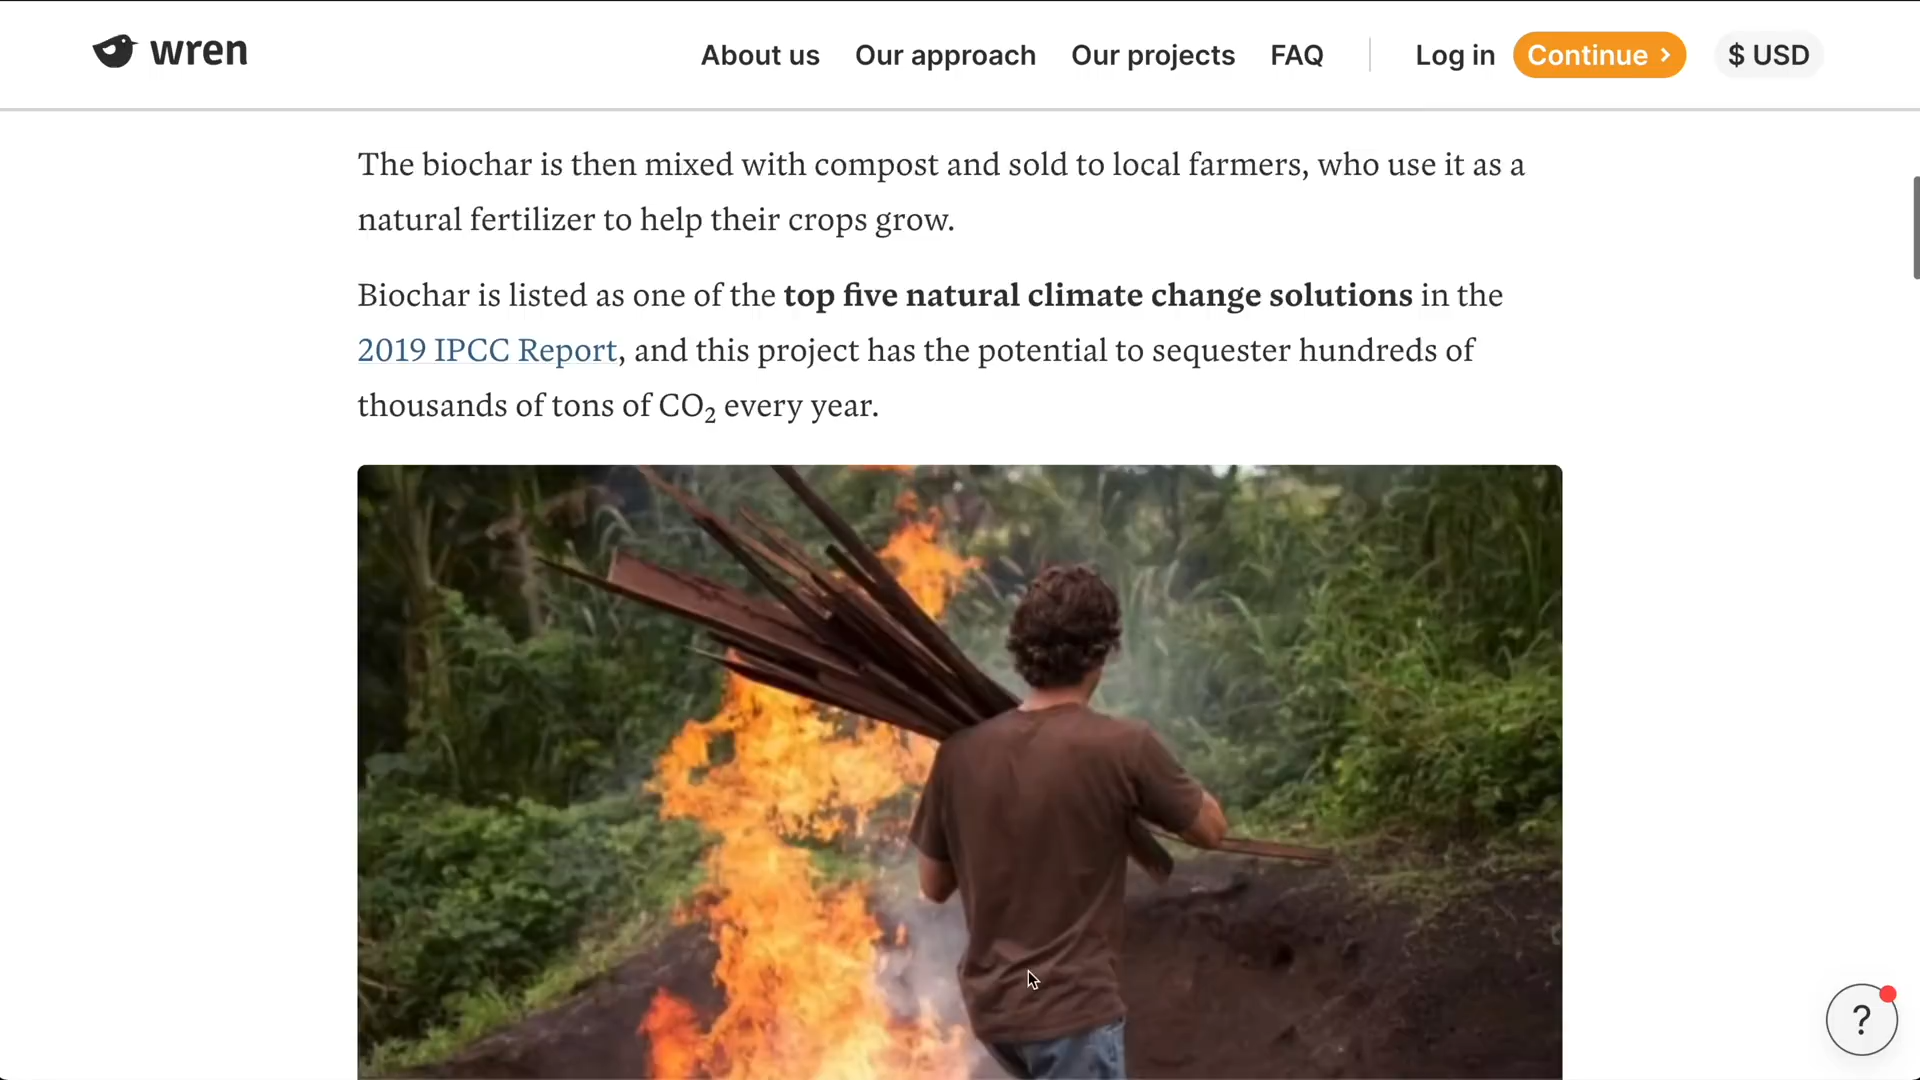 wren
About us
Our approach
Our projects
FAQ
Log in
Continue
$ USD
The biochar is then mixed with compost and sold to local farmers, who use it as a
natural fertilizer to help their crops grow.
Biochar is listed as one of the top five natural climate change solutions in the
2019 IPCC Report, and this project has the potential to sequester hundreds of
thousands of tons of CO₂ every year.
?